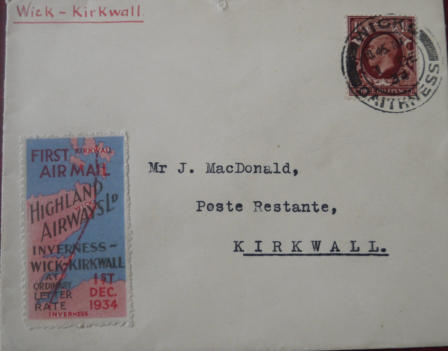 Wick - Kirkwall.
WICK
CAITHNESS
FIRST
AIR MAIL
KIRKWALL
HIGHLAND
AIRWAYS LD
INVERNESS-
WICK-KIRKWALL
AT
ORDINARY
LETTER
RATE
1ST
DEC.
1934
INVERNESS
Mr J. MacDonald,
Poste Restante,
KIRKWALL.